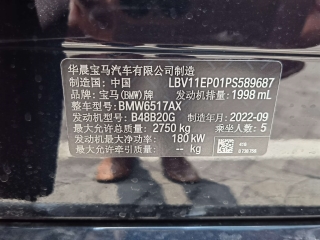 华晨宝马汽车有限公司制造
制造国: 中国 LBV11EP01PS589687
品牌: 宝马(BMW)牌 发动机排量: 1998 mL
整车型号: BMW6517AX
发动机型号: B48B20G 制造年月: 2022-09
最大允许总质量: 2750 kg 乘坐人数: 5
发动机最大净功率: 180 kW
最大允许牵引质量: -- kg